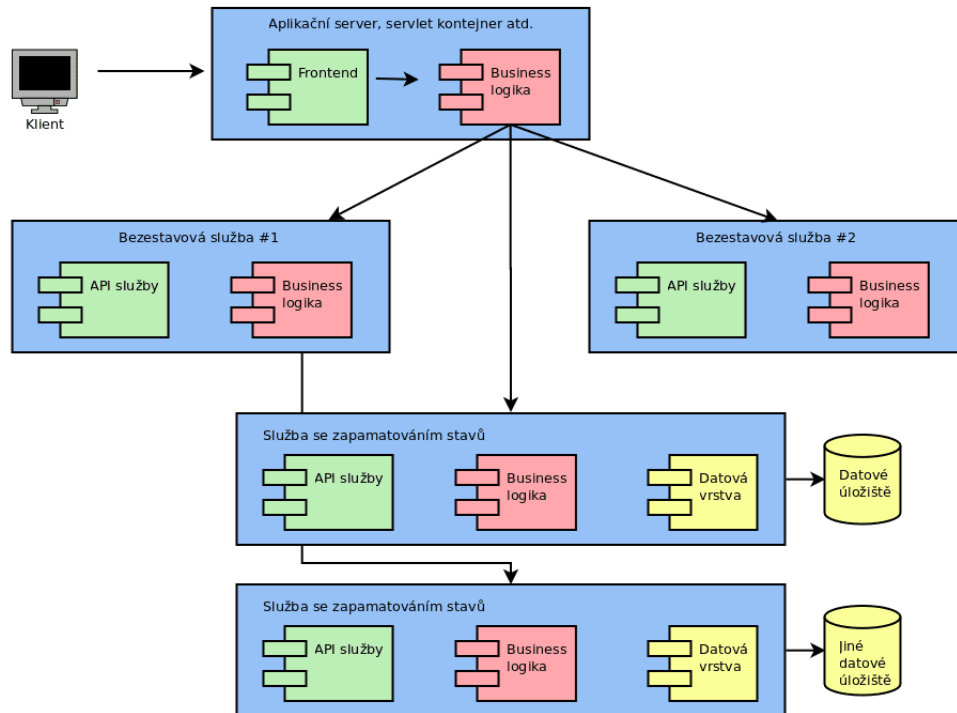 Aplikační server, servlet kontejner atd.
Frontend
Business
logika
Klient
Bezestavová služba #1
API služby
Business
logika
Bezestavová služba #2
API služby
Business
logika
Služba se zapamatováním stavů
API služby
Business
logika
Datová
vrstva
Datové
úložiště
Služba se zapamatováním stavů
API služby
Business
logika
Datová
vrstva
Jiné
datové
úložiště